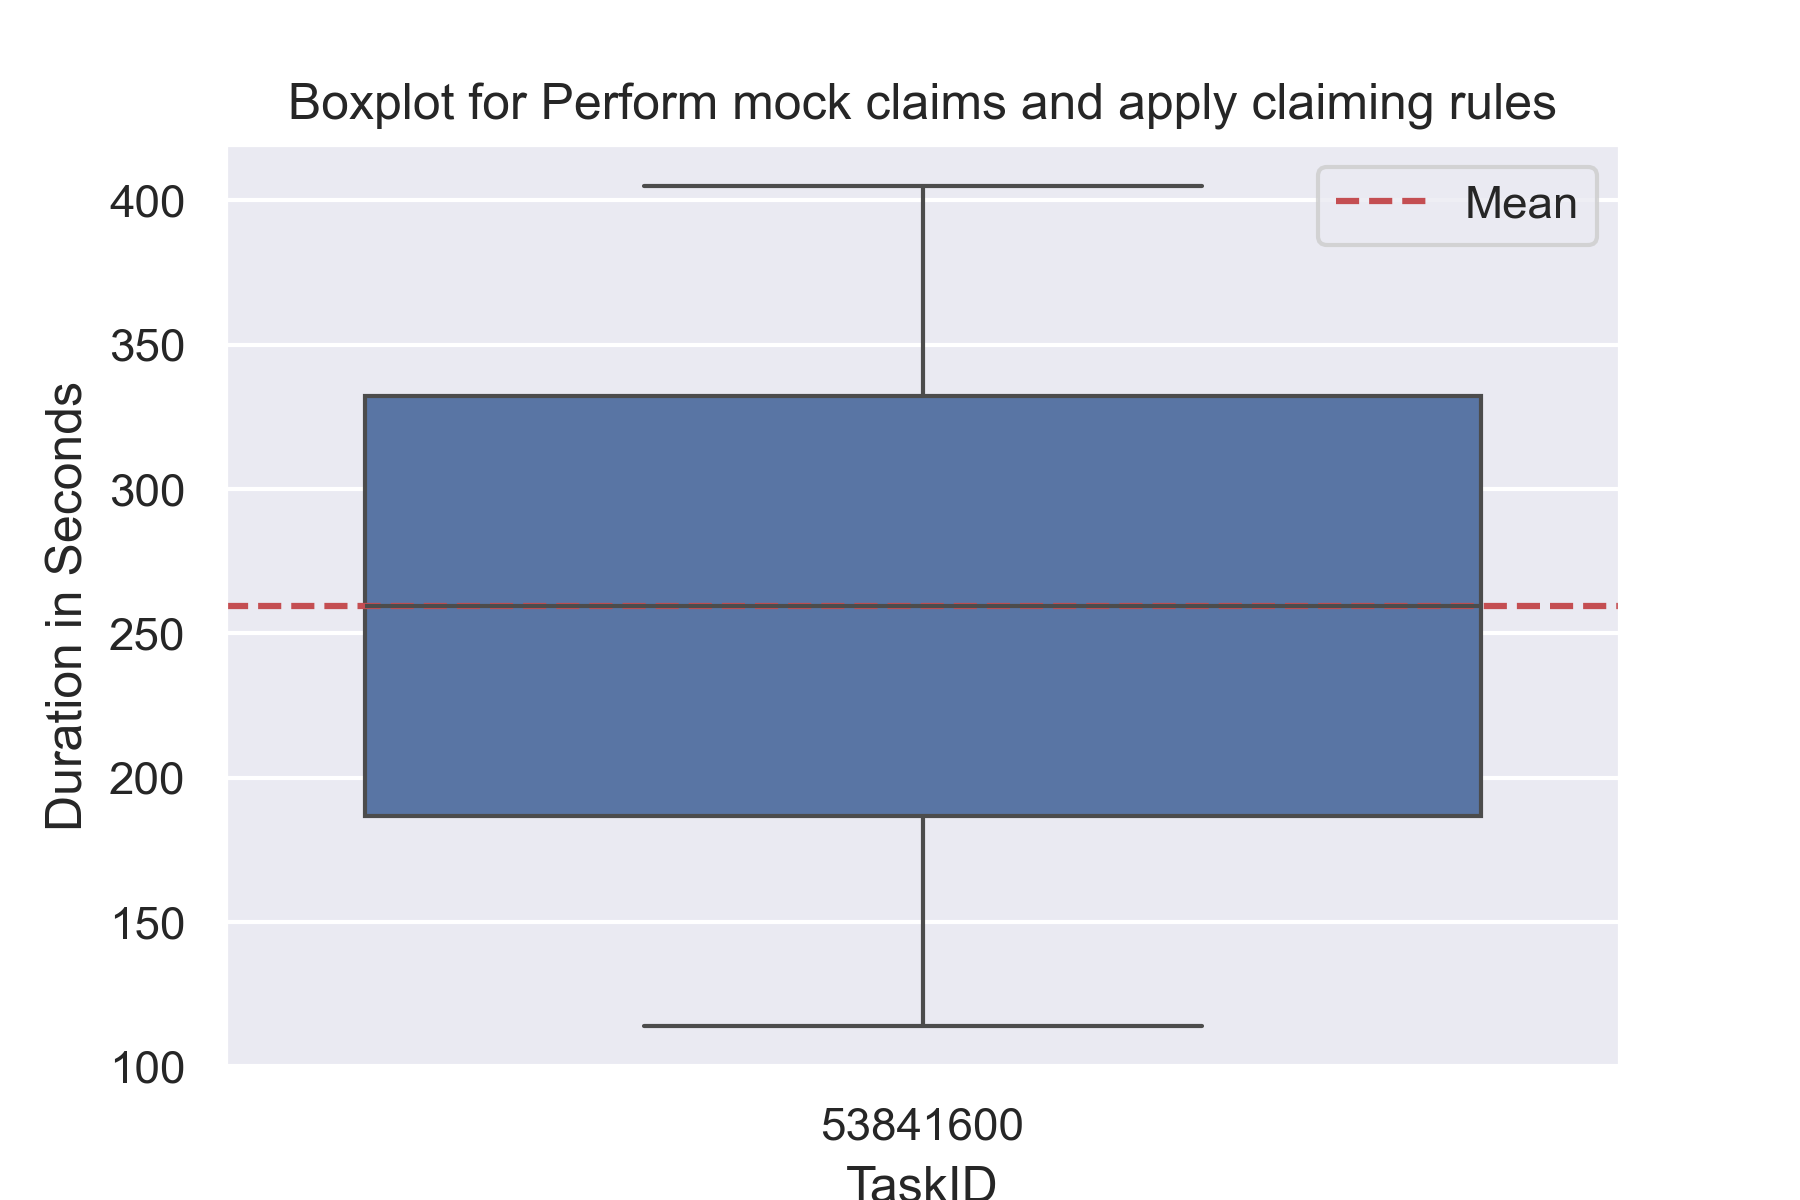 Boxplot for Perform mock claims and apply claiming rules
Mean
400
350
300
250
200
150
100
Duration in Seconds
53841600
TaskID